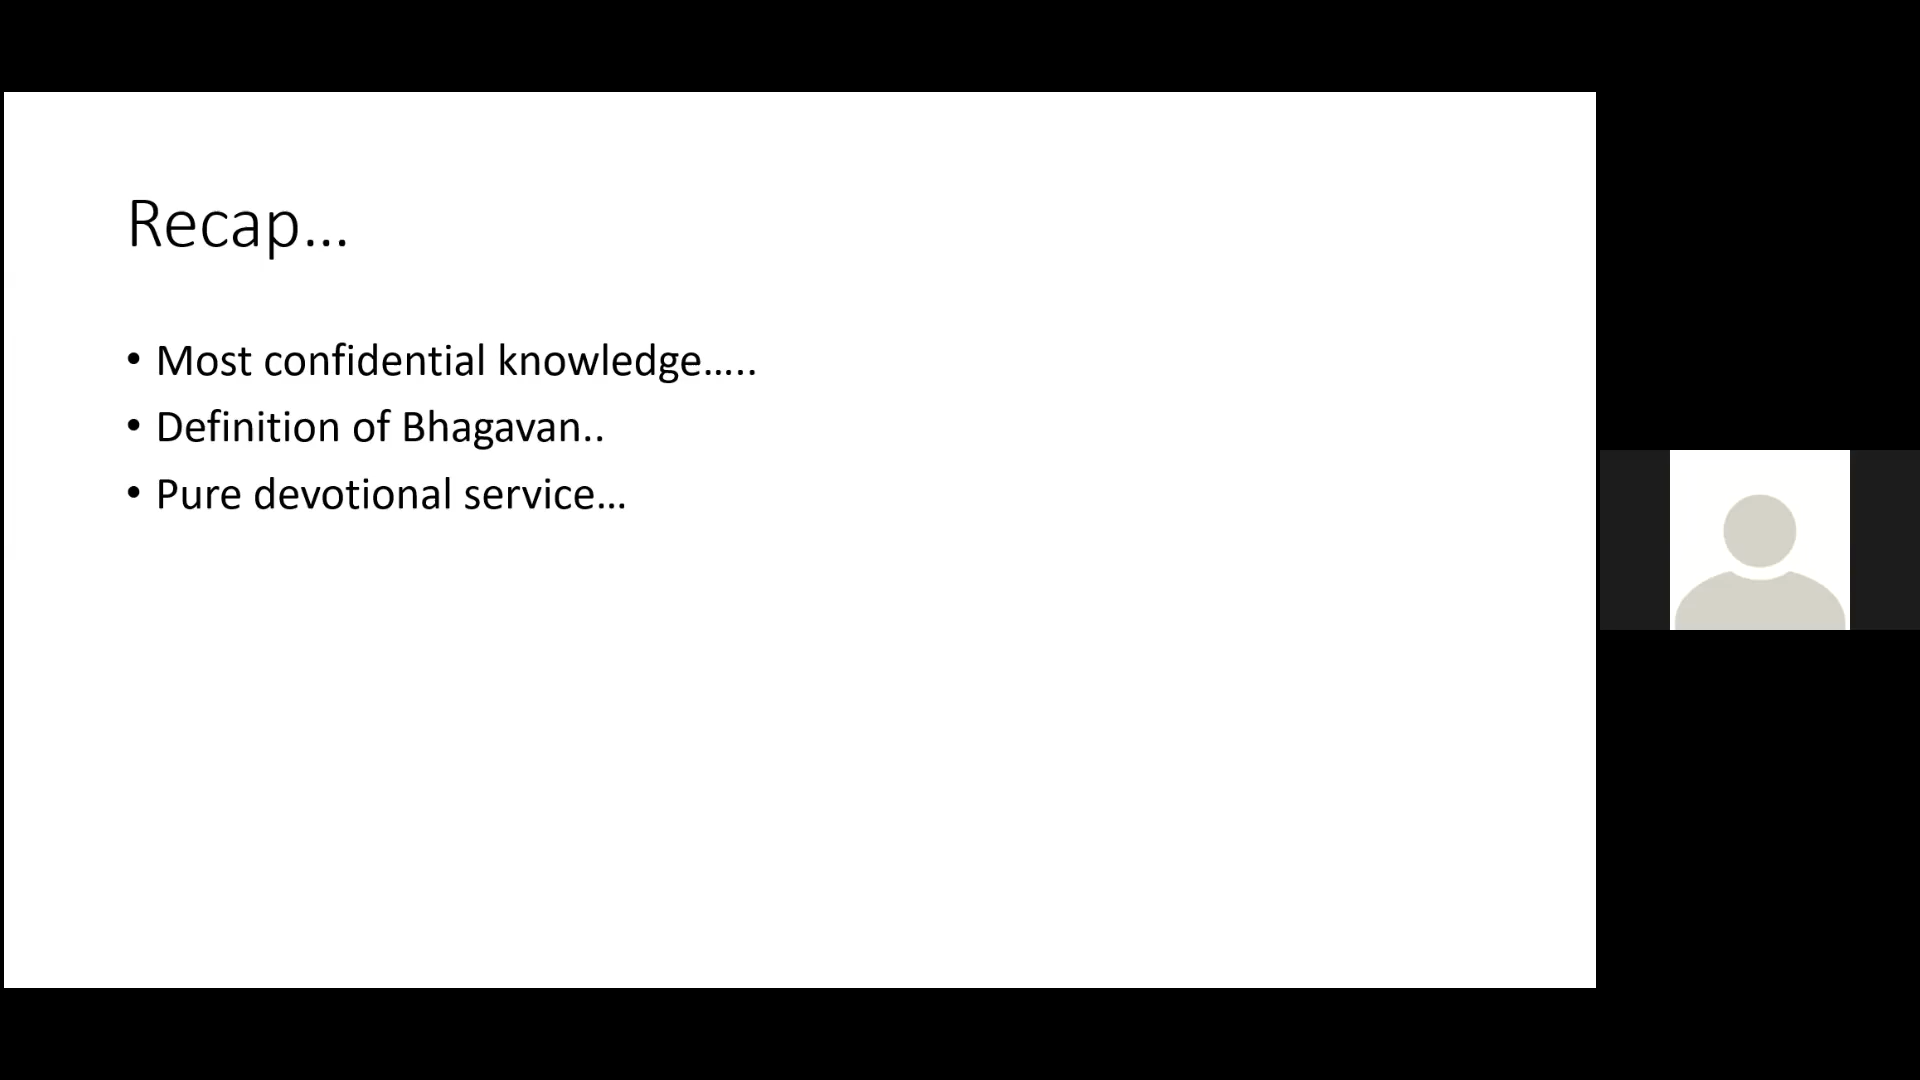 Recap...
• Most confidential knowledge.....
• Definition of Bhagavan..
• Pure devotional service...